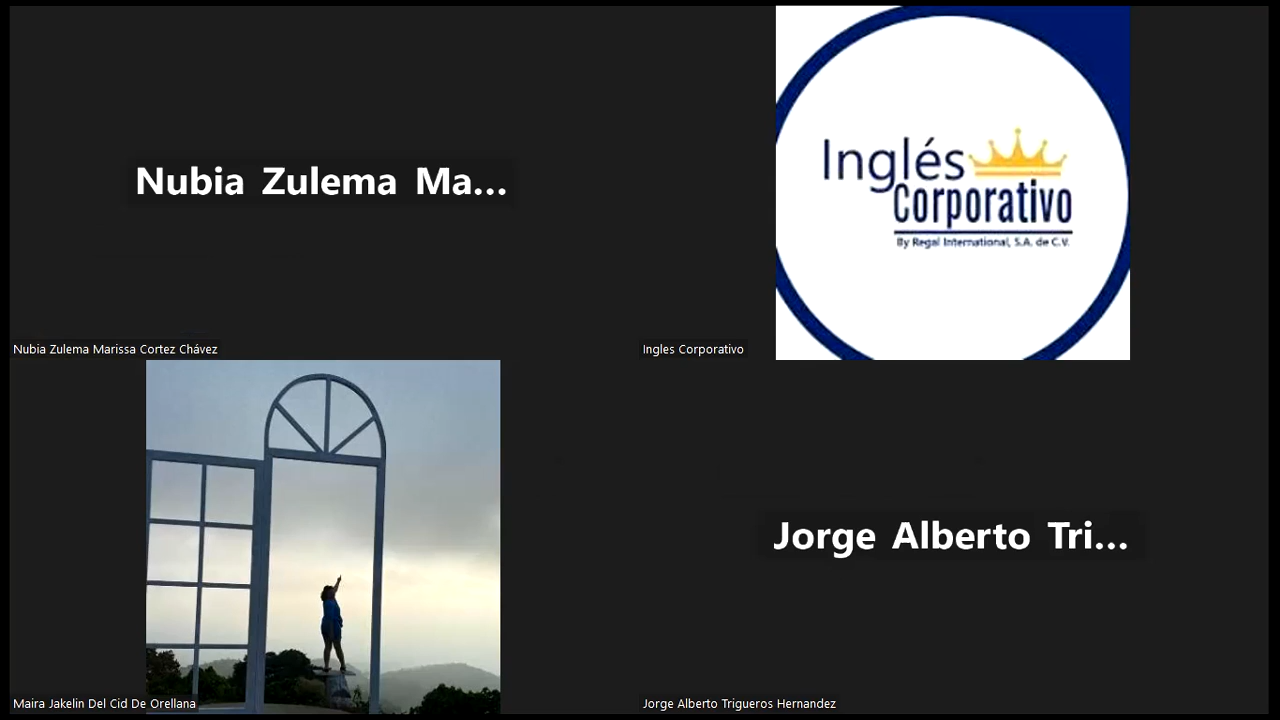 Nubia Zulema Ma...
Nubia Zulema Marissa Cortez Chávez
Inglés
Corporativo
By Regal International, S.A. de C.V.
Ingles Corporativo
Maira Jakelin Del Cid De Orellana
Jorge Alberto Tri...
Jorge Alberto Trigueros Hernandez